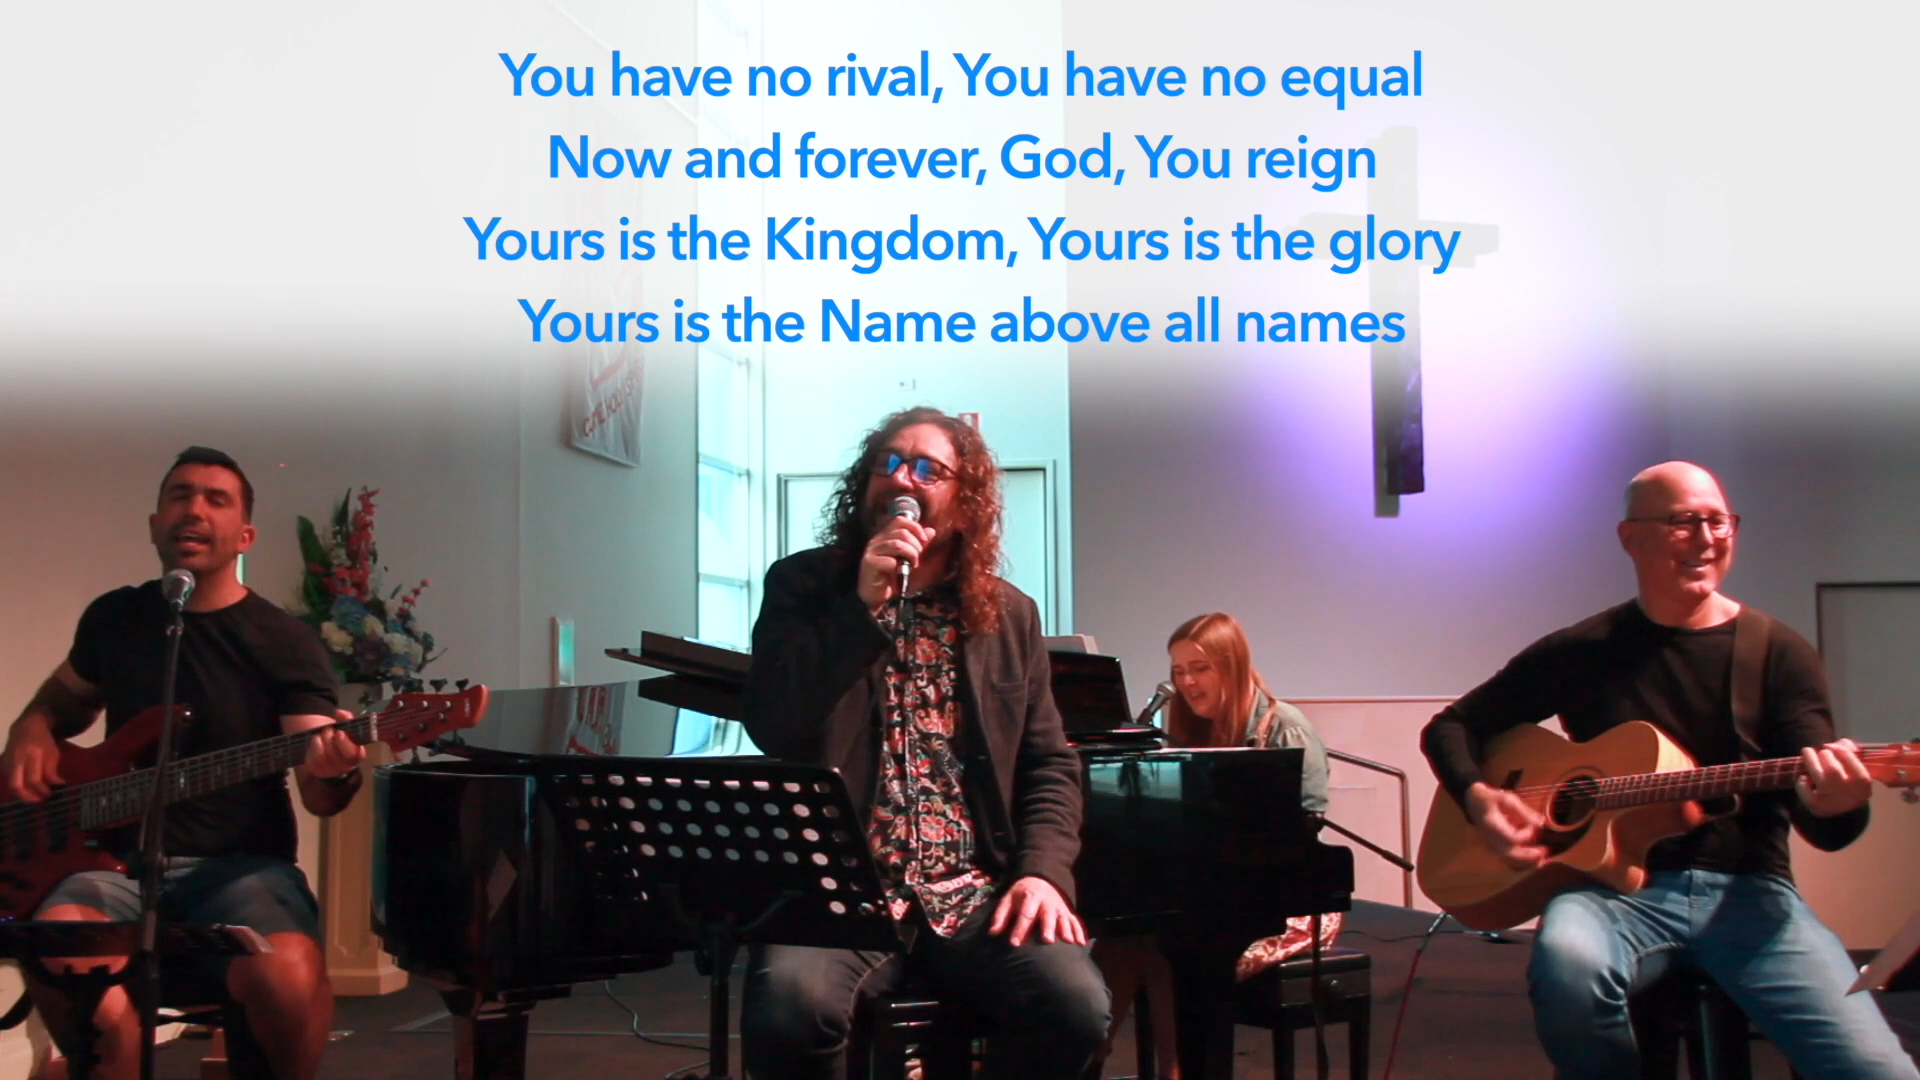 You have no rival, You have no equal
Now and forever, God, You reign
Yours is the Kingdom, Yours is the glory
Yours is the Name above all names